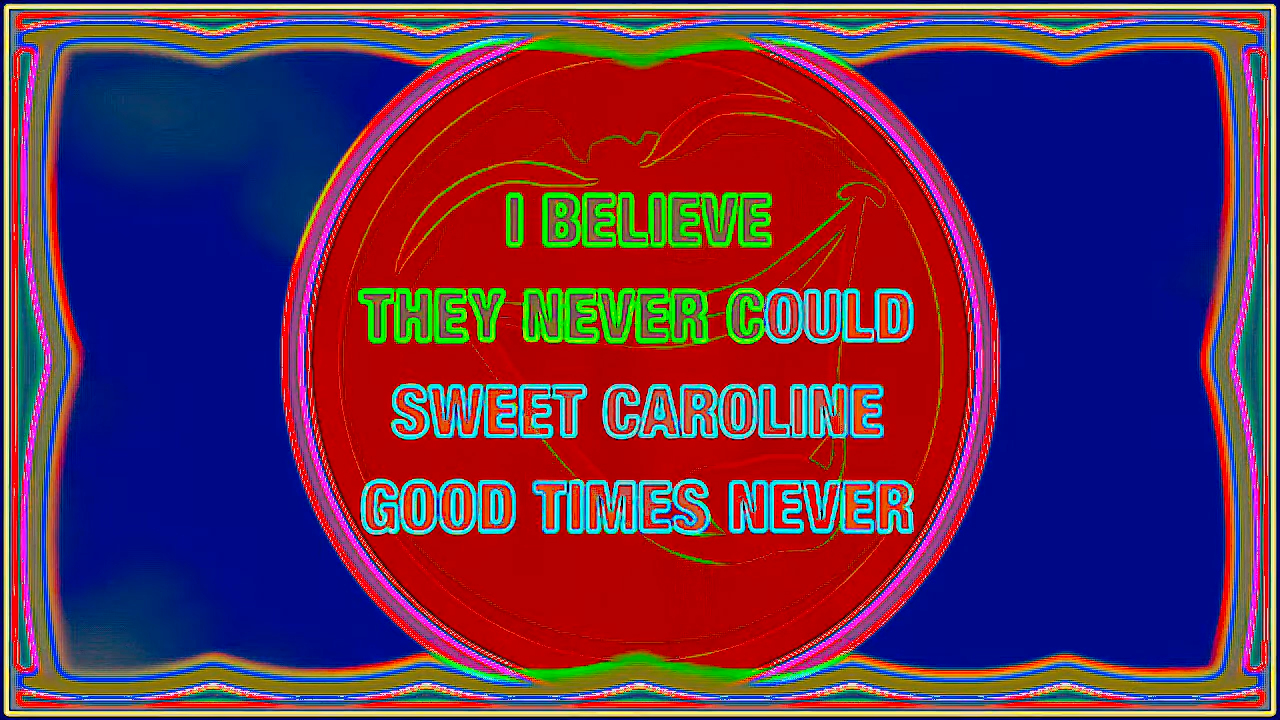 I BELIEVE
THEY NEVER COULD
SWEET CAROLINE
GOOD TIMES NEVER